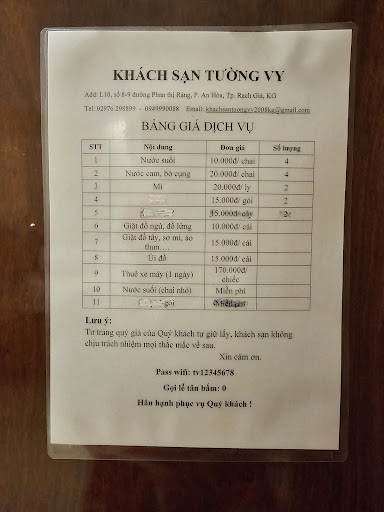 KHÁCH SẠN TƯỜNG VY
Add: L10, số 8-9 đường Phan thị Ràng, P. An Hòa, Tp. Rạch Giá, KG
Tel: 02976 298899 - 0949990088 Email: khachsantuongvy2008kg@gmail.com
BẢNG GIÁ DỊCH VỤ
STT Nội dung Đơn giá Số lượng
1 Nước suối 10.000đ/ chai 4
2 Nước cam, bò cụng 20.000đ/ chai 4
3 Mì 20.000đ/ ly 2
4 15.000đ/ gói 2
5 15.000đ/ 2
6 Giặt đồ ngủ, đồ lửng 10.000đ/ cái
7 Giặt đồ tây, sơ mi, áo thun.... 15.000đ/ cái
8 Ủi đồ 15.000đ/ cái
9 Thuê xe máy (1 ngày) 170.000đ/ chiếc
10 Nước suối (chai nhỏ) Miễn phí
11 gói
Lưu ý:
Tư trang quý giá của Quý khách tự giữ lấy, khách sạn không
chịu trách nhiệm mọi thắc mắc về sau.
Xin cám ơn.
Pass wifi: tv12345678
Gọi lễ tân bấm: 0
Hân hạnh phục vụ Quý khách !